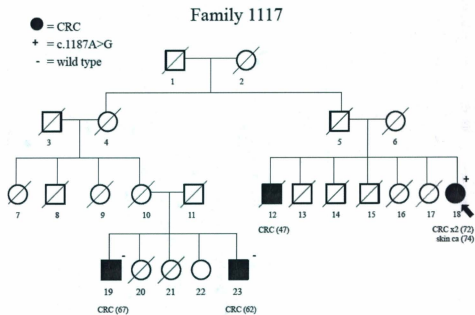 Family 1117
= CRC
+ = c.1187A>G
- = wild type
1 2
3 4 5 6
+
7 8 9 10 11 12 13 14 15 16 17 18
CRC (47) CRC x2 (72)
skin ca (74)
- -
19 20 21 22 23
CRC (67) CRC (62)